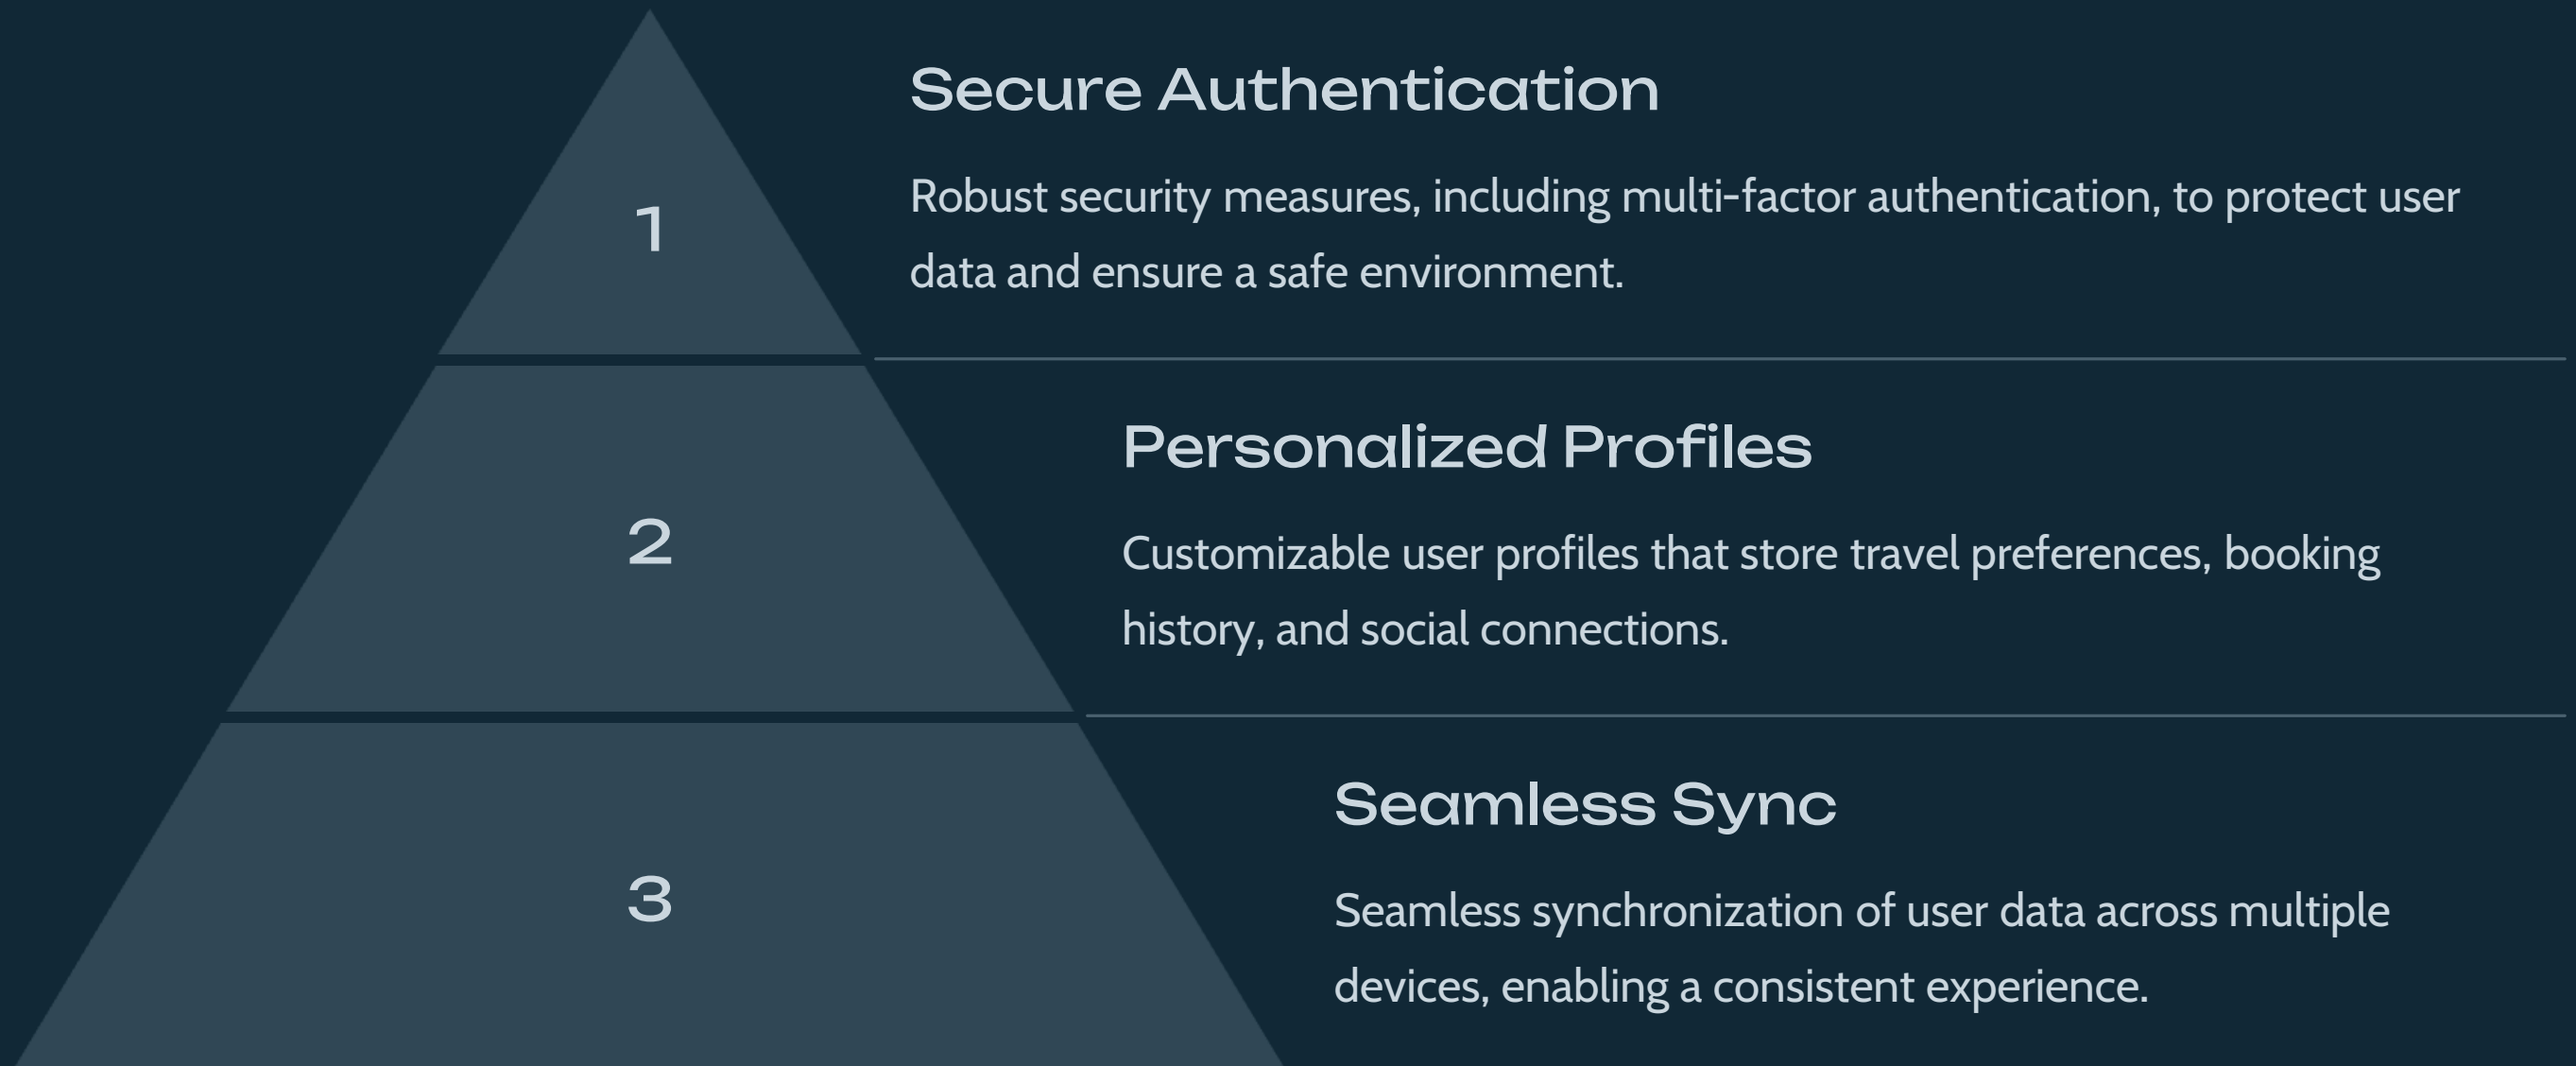 Secure Authentication
1
Robust security measures, including multi-factor authentication, to protect user
data and ensure a safe environment.
Personalized Profiles
2
Customizable user profiles that store travel preferences, booking
history, and social connections.
Seamless Sync
3
Seamless synchronization of user data across multiple
devices, enabling a consistent experience.